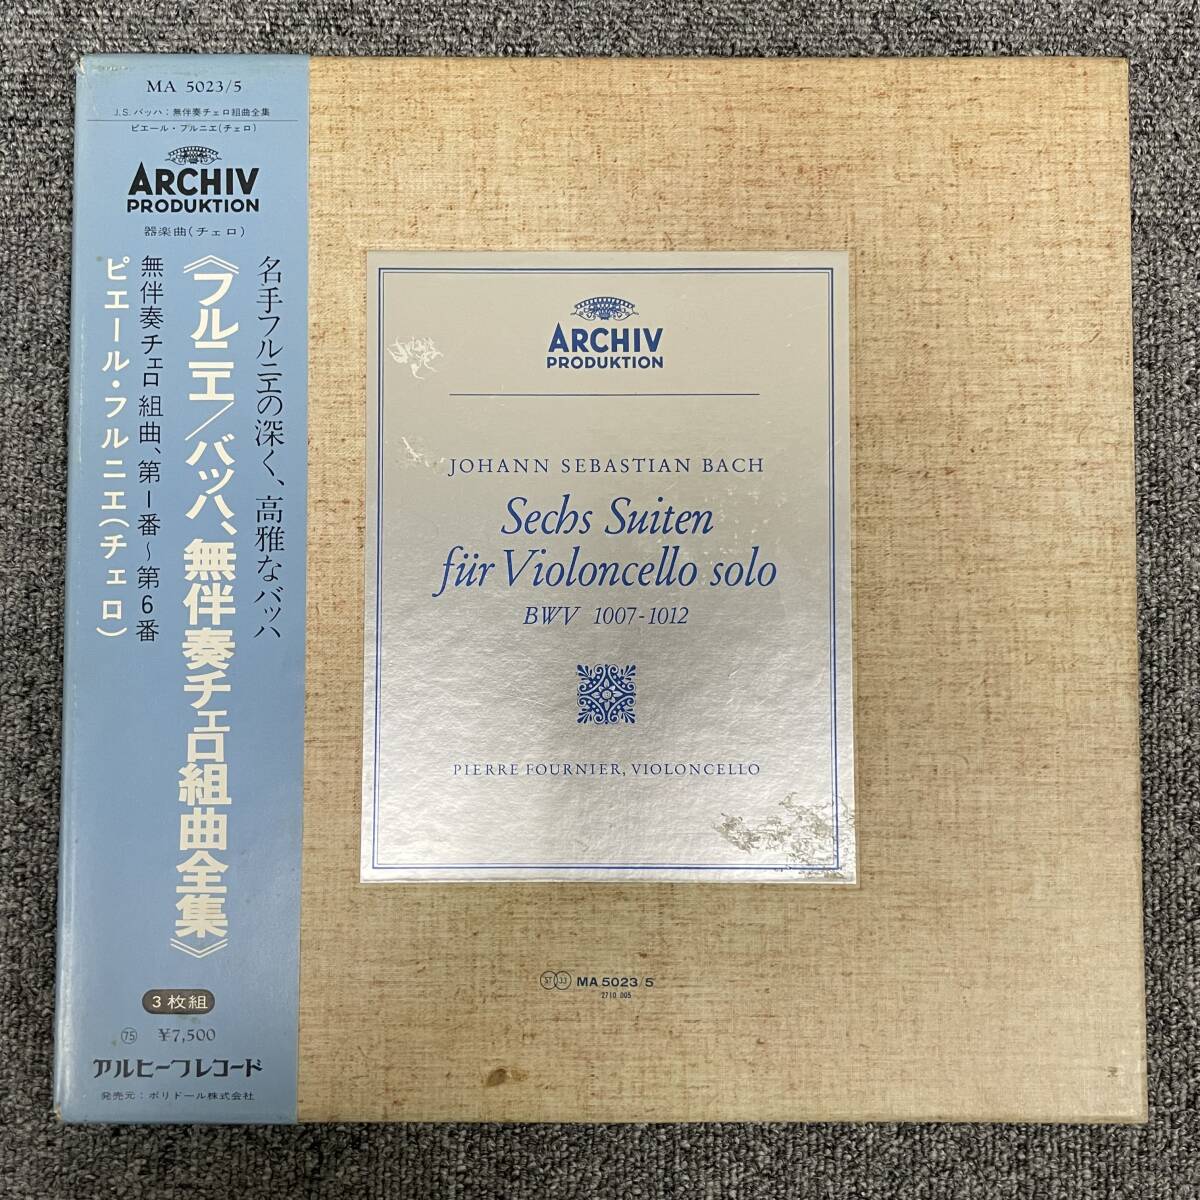 MA 5023/5
J.S.バッハ：無伴奏チェロ組曲全集
ピエール・フルニエ(チェロ)
ARCHIV
PRODUKTION
器楽曲(チェロ)
名手フルニエの深く、高雅なバッハ
《フルニエ/バッハ、無伴奏チェロ組曲全集》
無伴奏チェロ組曲、第1番～第6番
ピエール・フルニエ(チェロ)
3枚組
75 ¥7,500
アルヒーフレコード
発売元：ポリドール株式会社
ARCHIV
PRODUKTION
JOHANN SEBASTIAN BACH
Sechs Suiten
für Violoncello solo
BWV 1007-1012
PIERRE FOURNIER, VIOLONCELLO
ST 33 MA 5023/5
2710 005